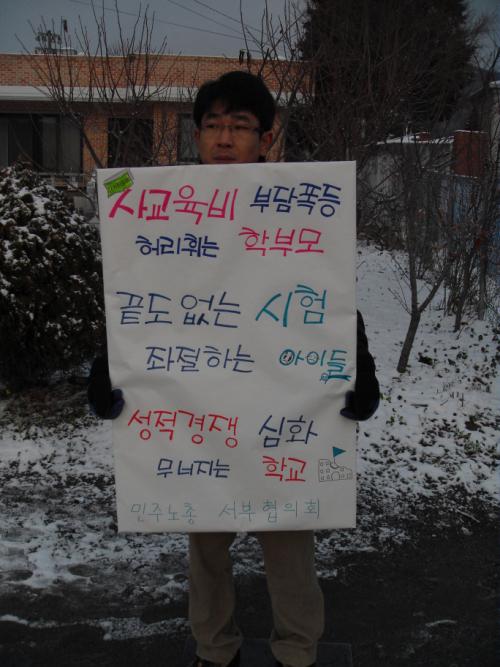 사교육비 부담폭등
허리휘는 학부모
끝도 없는 시험
좌절하는 아이들
성적경쟁 심화
무너지는 학교
민주노총 서부협의회